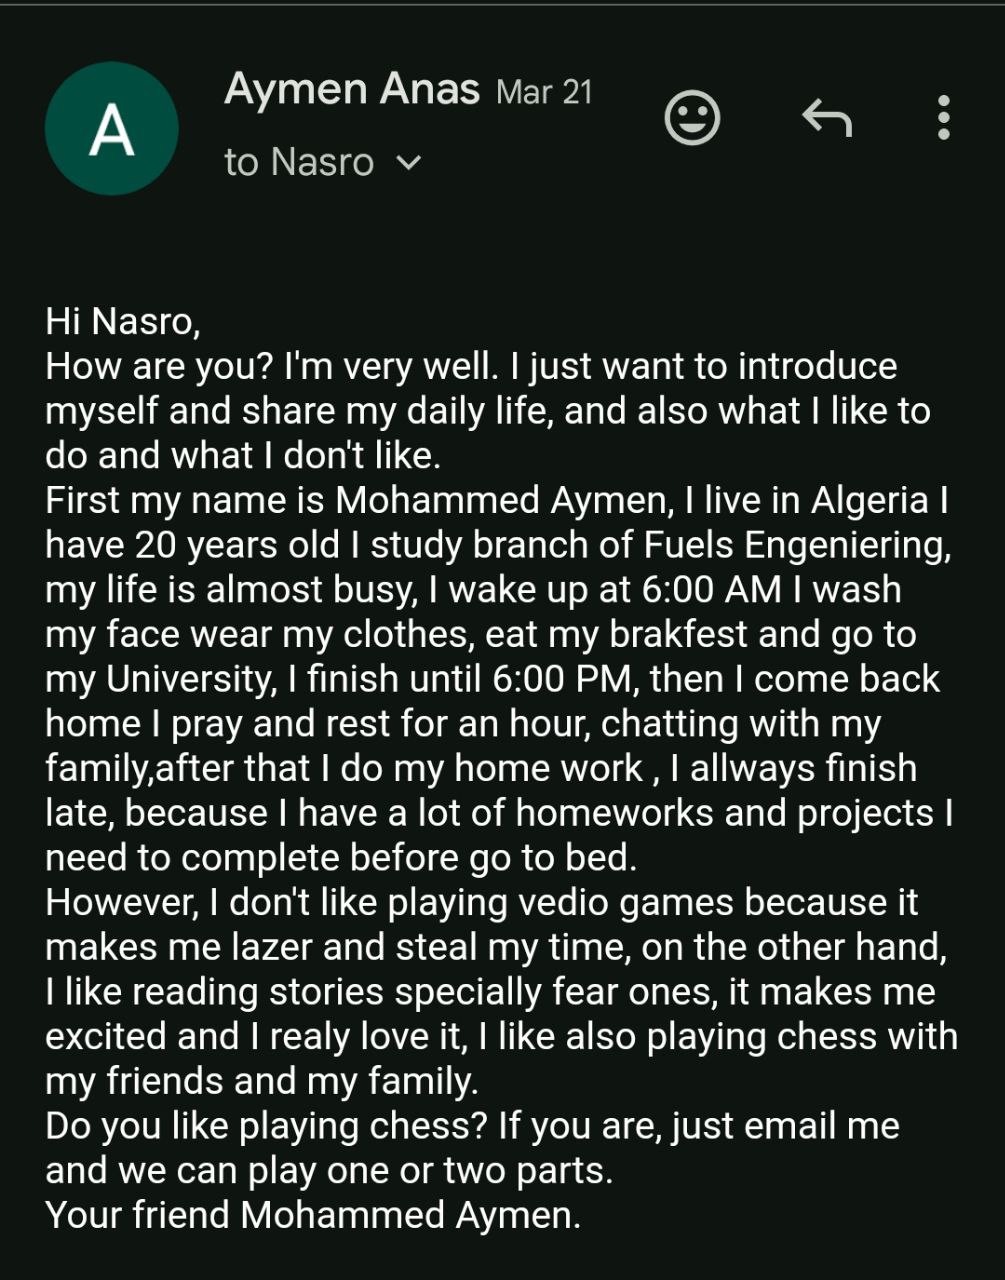 A
Aymen Anas Mar 21
to Nasro
Hi Nasro,
How are you? I'm very well. I just want to introduce
myself and share my daily life, and also what I like to
do and what I don't like.
First my name is Mohammed Aymen, I live in Algeria I
have 20 years old I study branch of Fuels Engeniering,
my life is almost busy, I wake up at 6:00 AM I wash
my face wear my clothes, eat my brakfest and go to
my University, I finish until 6:00 PM, then I come back
home I pray and rest for an hour, chatting with my
family,after that I do my home work , I allways finish
late, because I have a lot of homeworks and projects I
need to complete before go to bed.
However, I don't like playing vedio games because it
makes me lazer and steal my time, on the other hand,
I like reading stories specially fear ones, it makes me
excited and I realy love it, I like also playing chess with
my friends and my family.
Do you like playing chess? If you are, just email me
and we can play one or two parts.
Your friend Mohammed Aymen.